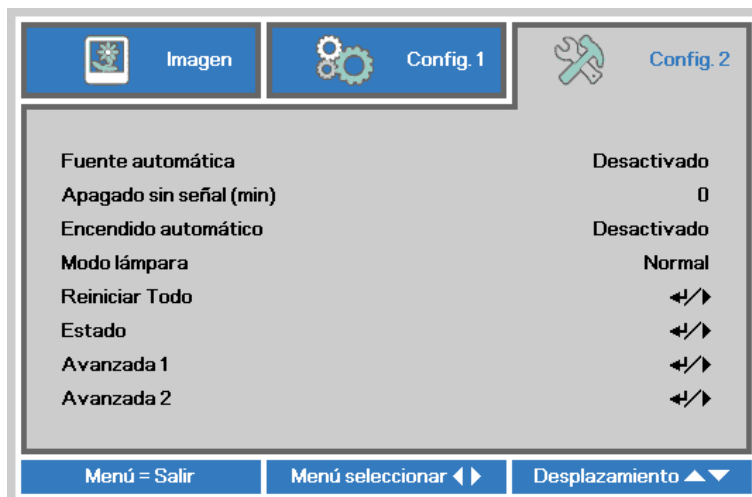 Imagen Config. 1 Config. 2
Fuente automática Desactivado
Apagado sin señal (min) 0
Encendido automático Desactivado
Modo lámpara Normal
Reiniciar Todo
Estado
Avanzada 1
Avanzada 2
Menú = Salir Menú seleccionar Desplazamiento